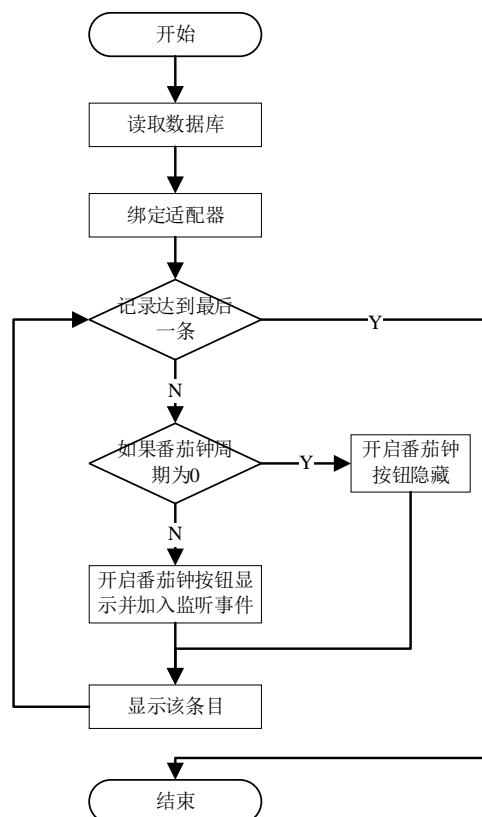 开始
读取数据库
绑定适配器
记录达到最后
一条
Y
N
如果番茄钟周
期为0
Y
开启番茄钟
按钮隐藏
N
开启番茄钟按钮显
示并加入监听事件
显示该条目
结束